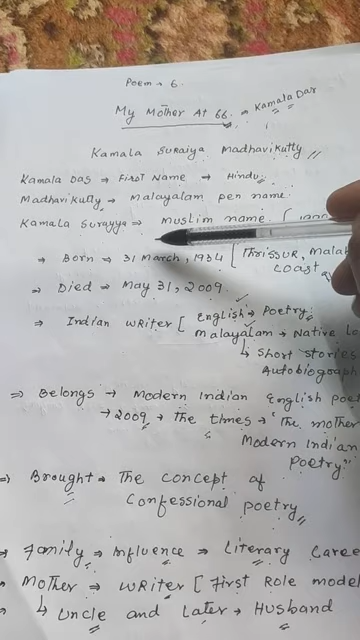 Poem → 6.
My Mother At 66. → Kamala Das
Kamala Suraiya Madhavikutty //
Kamala Das → First Name → Hindu
Madhavikutty → Malayalam pen name.
Kamala Surayya → Muslim name [
⇒ Born → 31 March, 1934 [ Thrissur, Malab
Coast
⇒ Died → May 31, 2009.
⇒ Indian Writer [ English → Poetry.
Malayalam → Native La
↳ Short stories
Autobiograph
⇒ Belongs → Modern Indian English poet
→ 2009 → The times → "The mother
Modern Indian
Poetry"
⇒ Brought → The concept of
Confessional poetry //
→ Family → Influence → Literary Caree
→ Mother → Writer [ First Role model
→ ↳ Uncle and Later → Husband